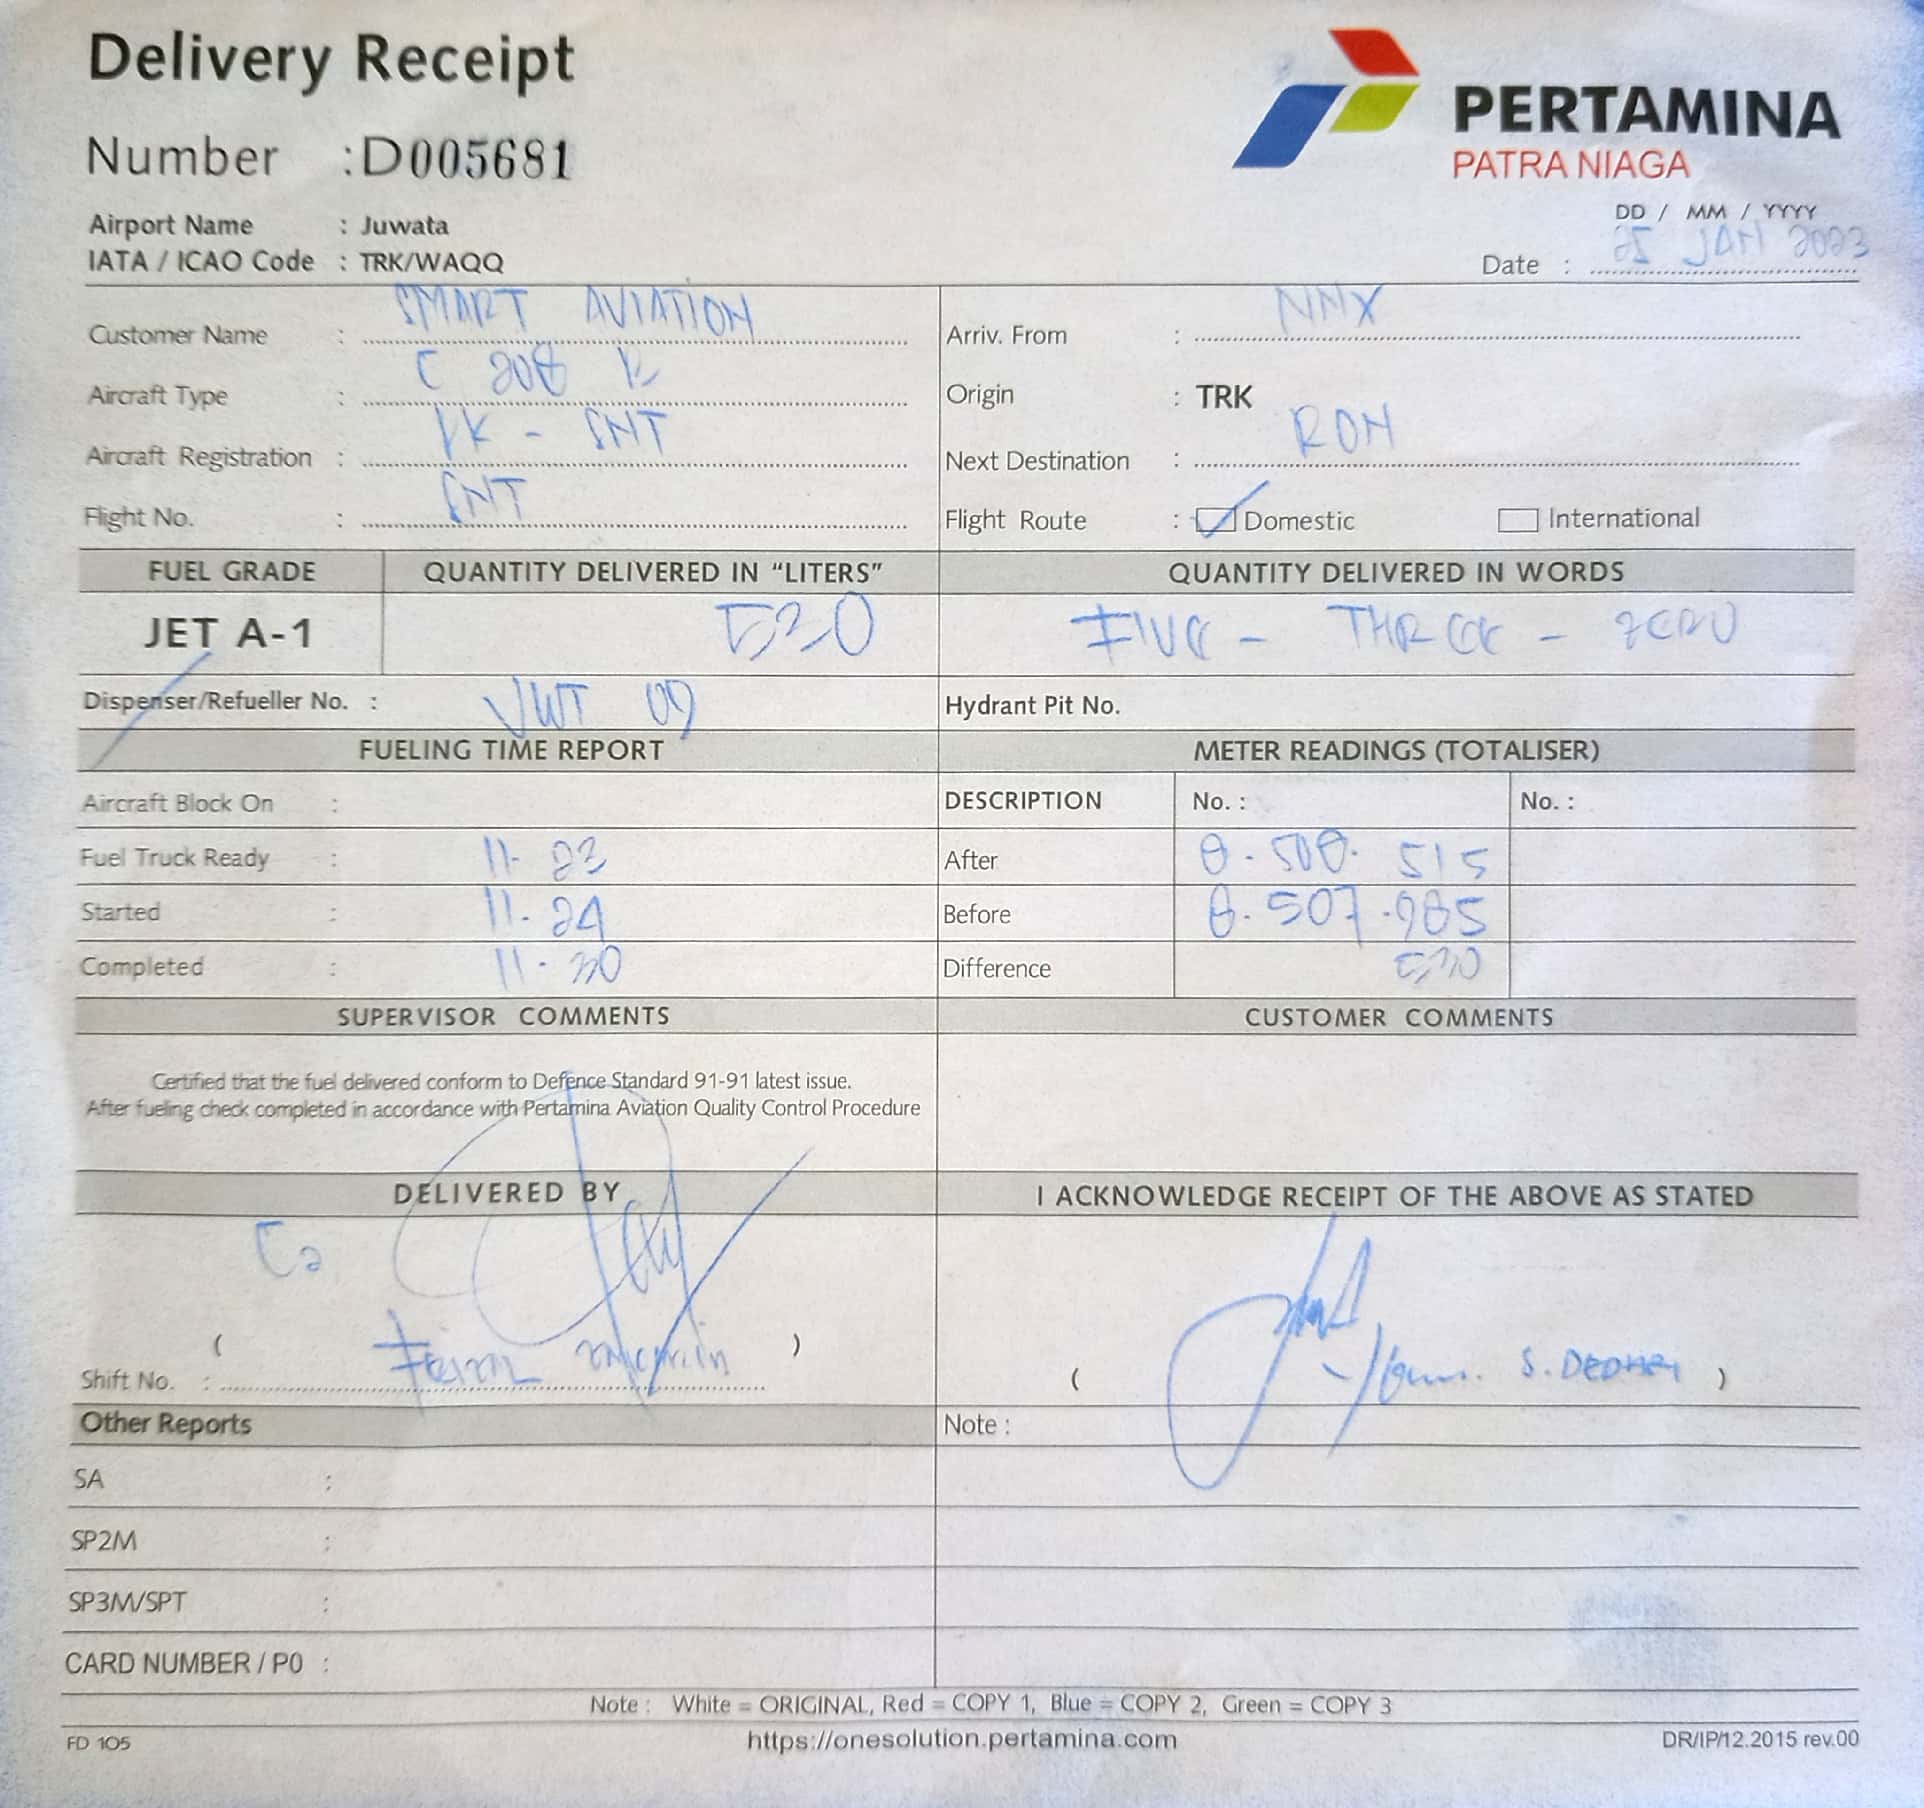 Delivery Receipt
PERTAMINA
PATRA NIAGA
Number : D005681
Airport Name : Juwata
IATA / ICAO Code : TRK/WAQQ
DD / MM / YYYY
Date : 25 JAN 2023
Customer Name : SMART AVIATION
Arriv. From : NNX
Aircraft Type : C 208 B
Origin : TRK
Aircraft Registration : PK - SNT
Next Destination : RON
Flight No. : SNT
Flight Route : Domestic International
FUEL GRADE QUANTITY DELIVERED IN “LITERS” QUANTITY DELIVERED IN WORDS
JET A-1 530 FIVE - THREE - ZERO
Dispenser/Refueller No. : 09
Hydrant Pit No.
FUELING TIME REPORT METER READINGS (TOTALISER)
Aircraft Block On :
DESCRIPTION No. : No. :
Fuel Truck Ready : 11. 23
After 8. 508. 515
Started : 11. 24
Before 8. 507 .985
Completed : 11. 30
Difference 530
SUPERVISOR COMMENTS CUSTOMER COMMENTS
Certified that the fuel delivered conform to Defence Standard 91-91 latest issue.
After fueling check completed in accordance with Pertamina Aviation Quality Control Procedure
DELIVERED BY I ACKNOWLEDGE RECEIPT OF THE ABOVE AS STATED
( )
( S. )
Shift No. :
Other Reports Note :
SA :
SP2M :
SP3M/SPT :
CARD NUMBER / P0 :
Note : White = ORIGINAL, Red = COPY 1, Blue = COPY 2, Green = COPY 3
FD 105 https://onesolution.pertamina.com DR/IP/12.2015 rev.00